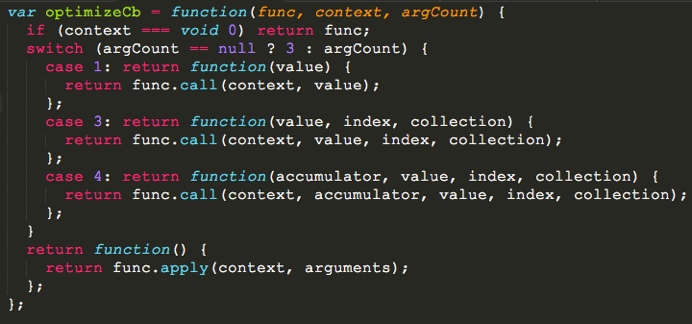 var optimizeCb = function(func, context, argCount) {
  if (context === void 0) return func;
  switch (argCount == null ? 3 : argCount) {
    case 1: return function(value) {
      return func.call(context, value);
    };
    case 3: return function(value, index, collection) {
      return func.call(context, value, index, collection);
    };
    case 4: return function(accumulator, value, index, collection) {
      return func.call(context, accumulator, value, index, collection);
    };
  }
  return function() {
    return func.apply(context, arguments);
  };
};